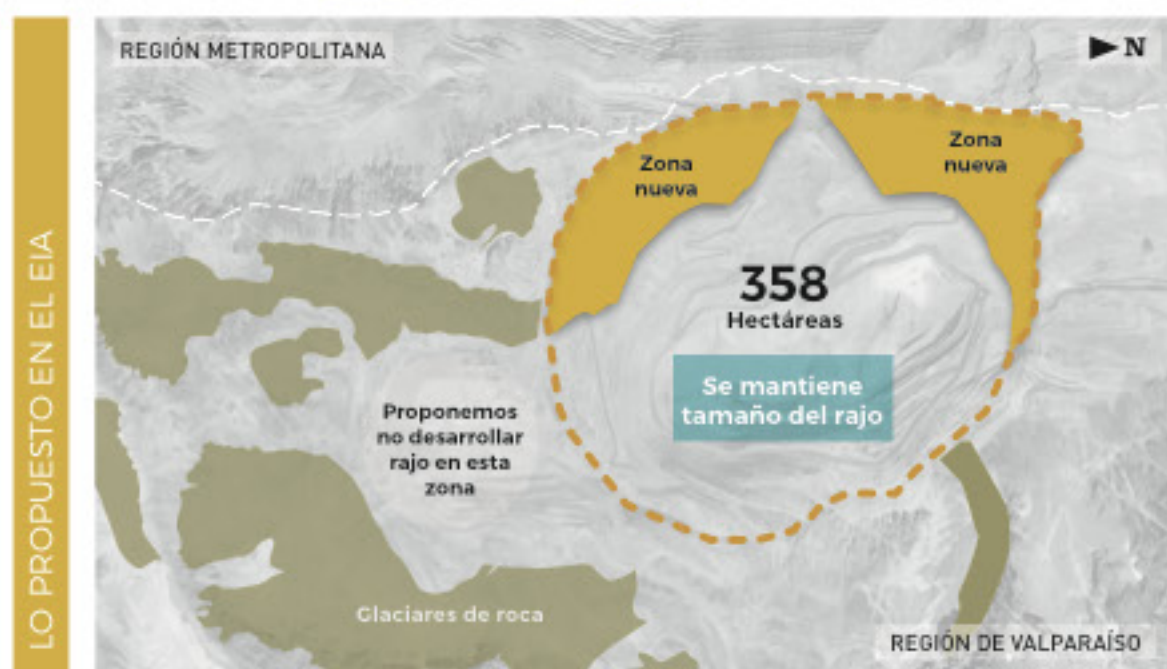 LO PROPUESTO EN EL EIA
REGIÓN METROPOLITANA
N
Zona
nueva
Zona
nueva
358
Hectáreas
Se mantiene
tamaño del rajo
Proponemos
no desarrollar
rajo en esta
zona
Glaciares de roca
REGIÓN DE VALPARAÍSO